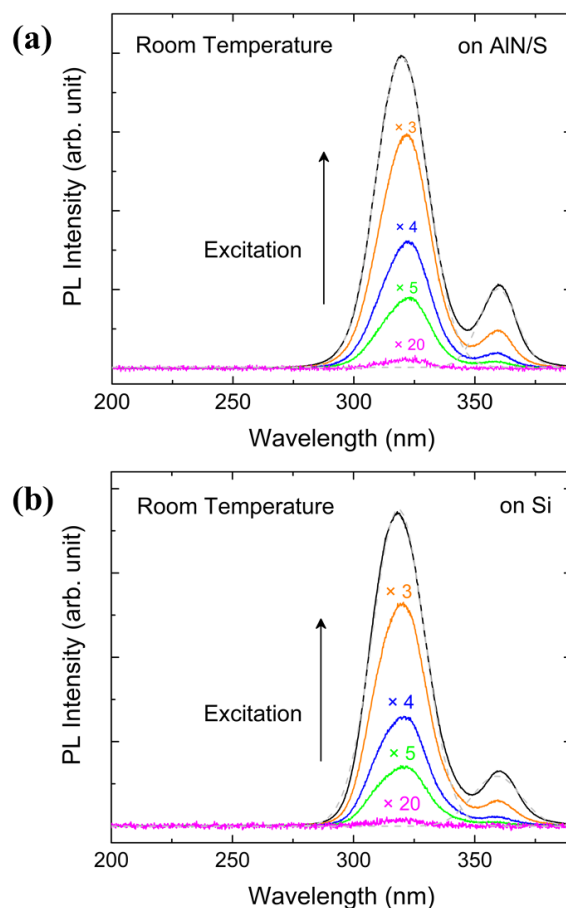 (a)
Room Temperature
on AlN/S
× 3
× 4
Excitation
× 5
× 20
PL Intensity (arb. unit)
200
250
300
350
Wavelength (nm)
(b)
Room Temperature
on Si
× 3
× 4
Excitation
× 5
× 20
PL Intensity (arb. unit)
200
250
300
350
Wavelength (nm)